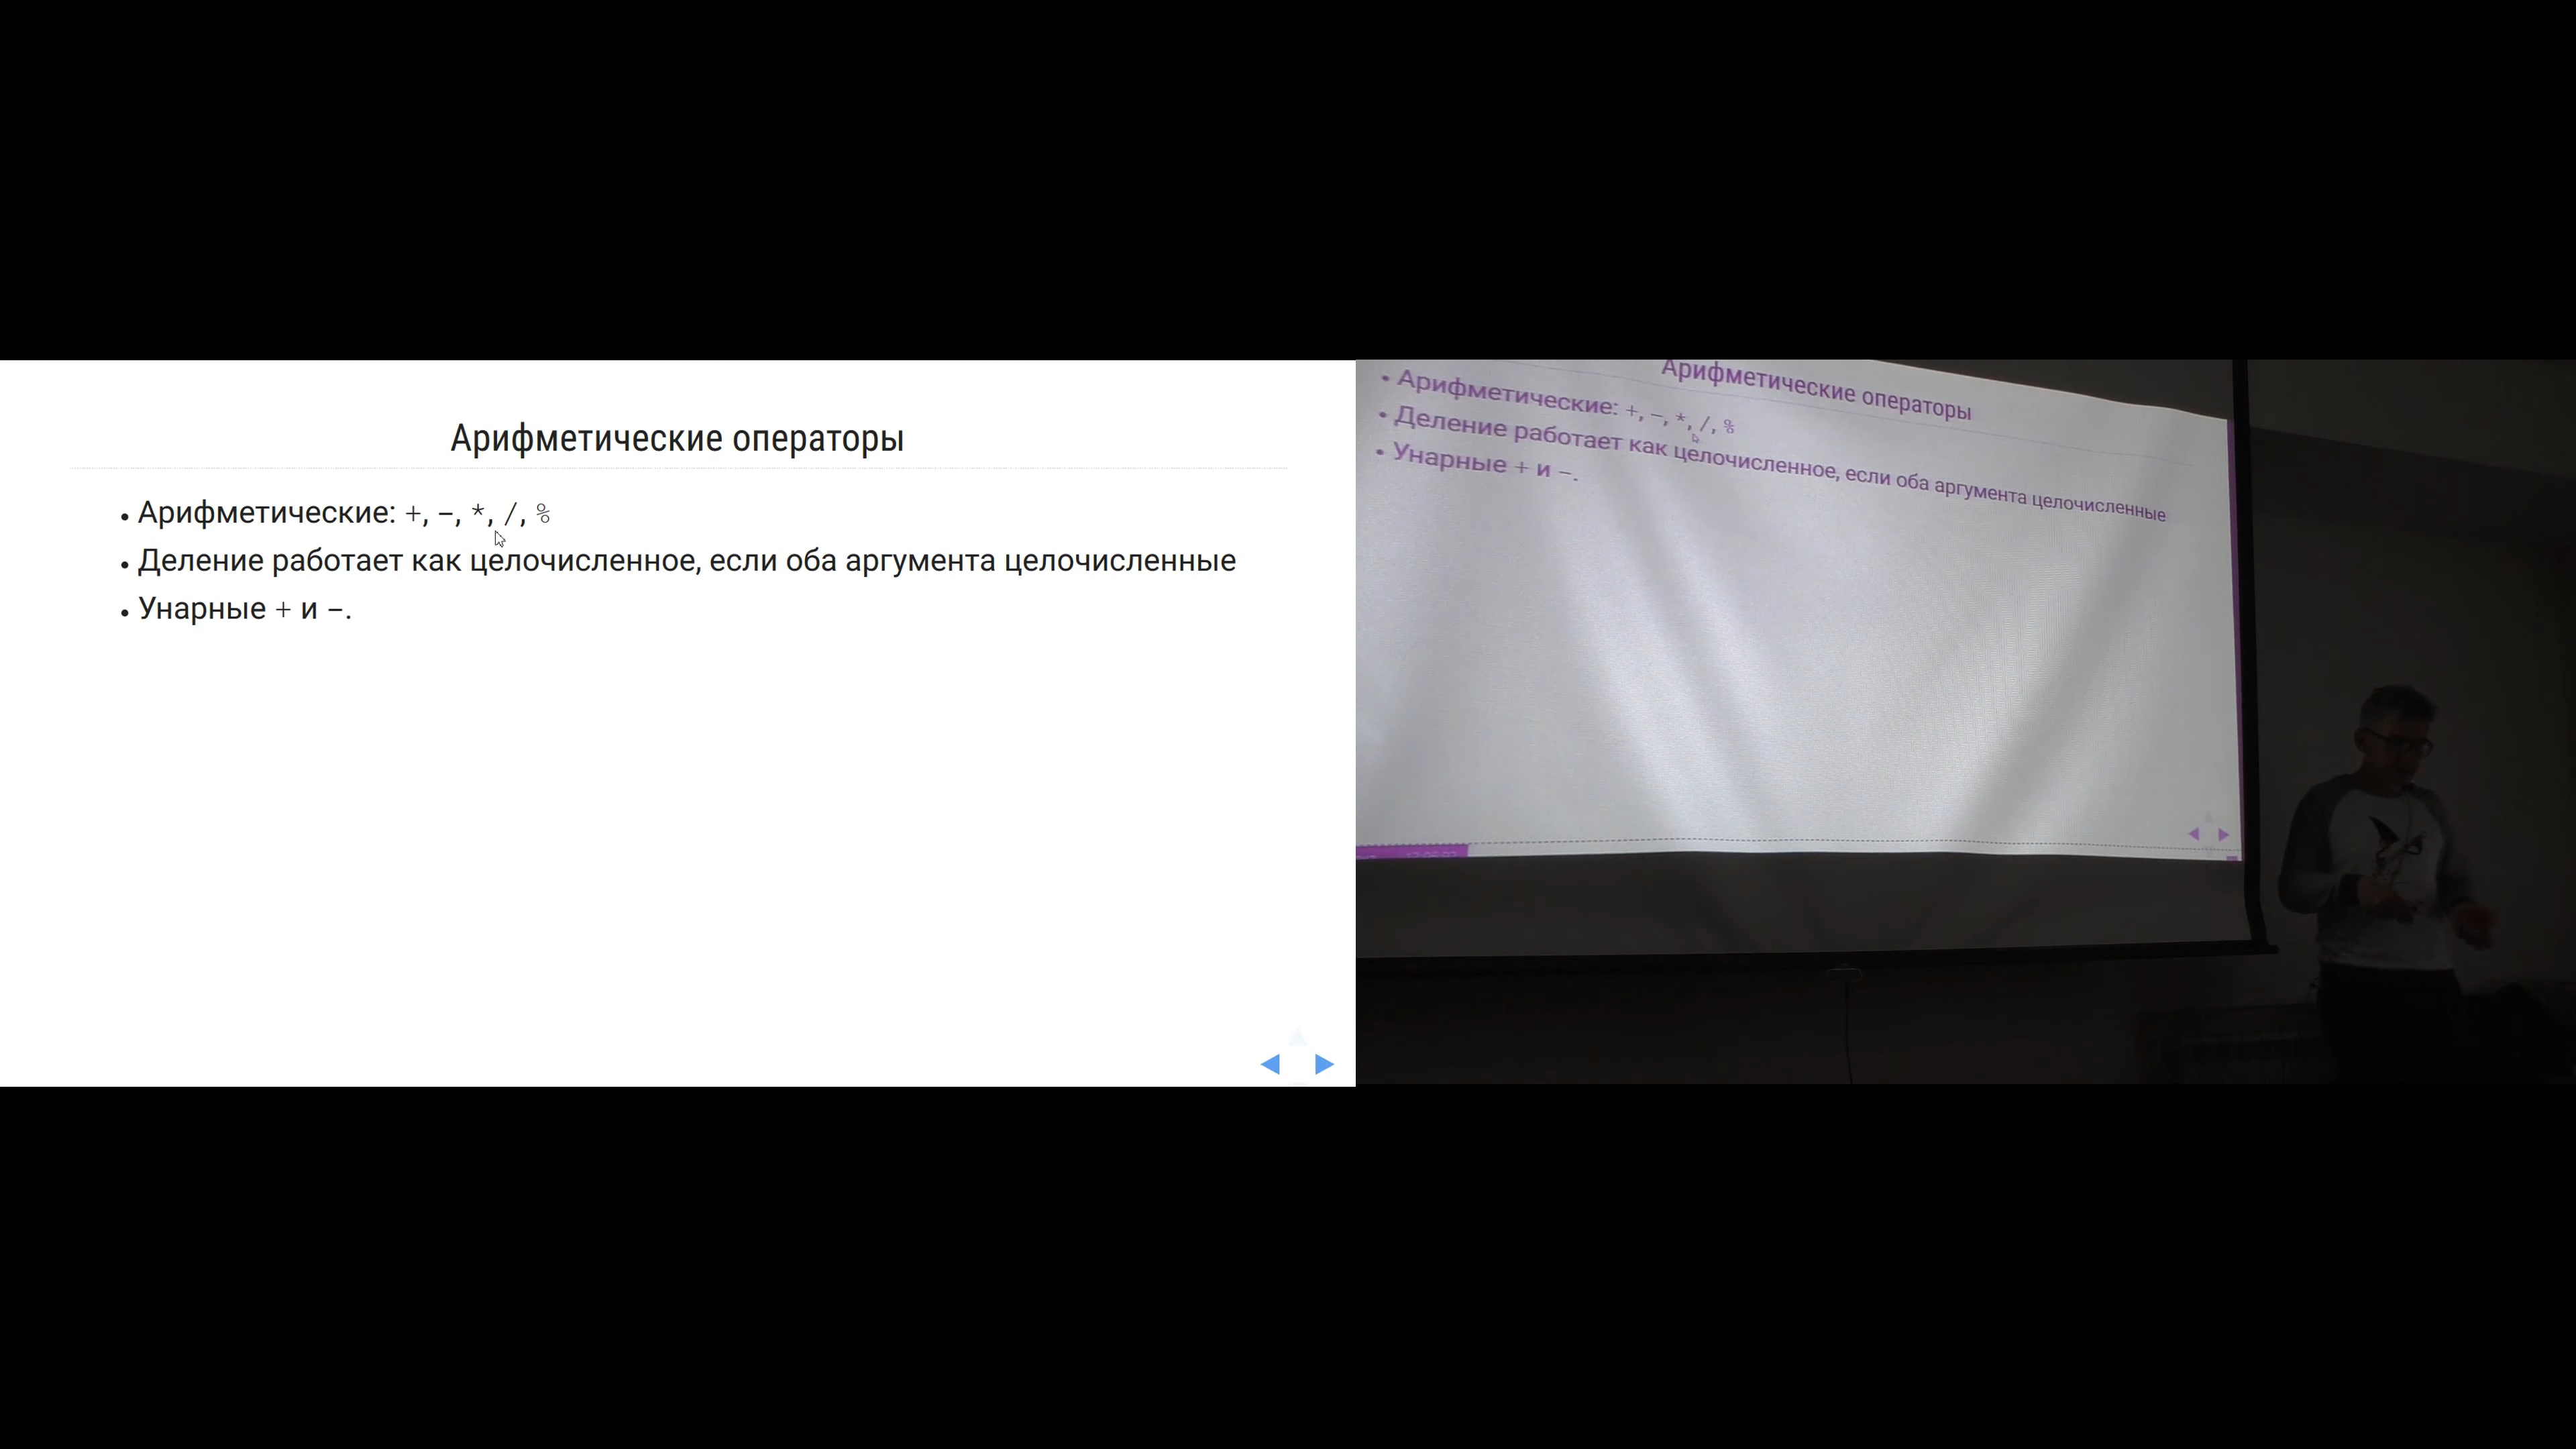 Арифметические операторы
• Арифметические: +, −, *, /, %
• Деление работает как целочисленное, если оба аргумента целочисленные
• Унарные + и −.
Арифметические операторы
• Арифметические: +, −, *, /, %
• Деление работает как целочисленное, если оба аргумента целочисленные
• Унарные + и −.